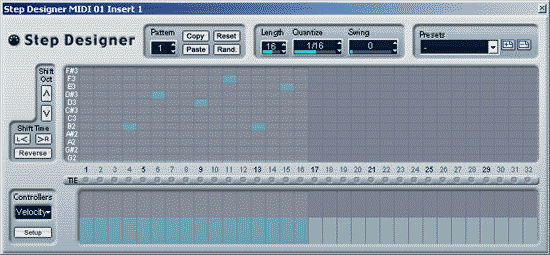 Step Designer MIDI 01 Insert 1
Step Designer
Pattern
1
Copy
Reset
Paste
Rand.
Length
16
Quantize
1/16
Swing
0
Presets
-
Shift
Oct
Shift Time
L<
>R
Reverse
F#3
F3
E3
D#3
D3
C#3
C3
B2
A#2
A2
G#2
G2
1 2 3 4 5 6 7 8 9 10 11 12 13 14 15 16 17 18 19 20 21 22 23 24 25 26 27 28 29 30 31 32
TIE
Controllers
Velocity
Setup